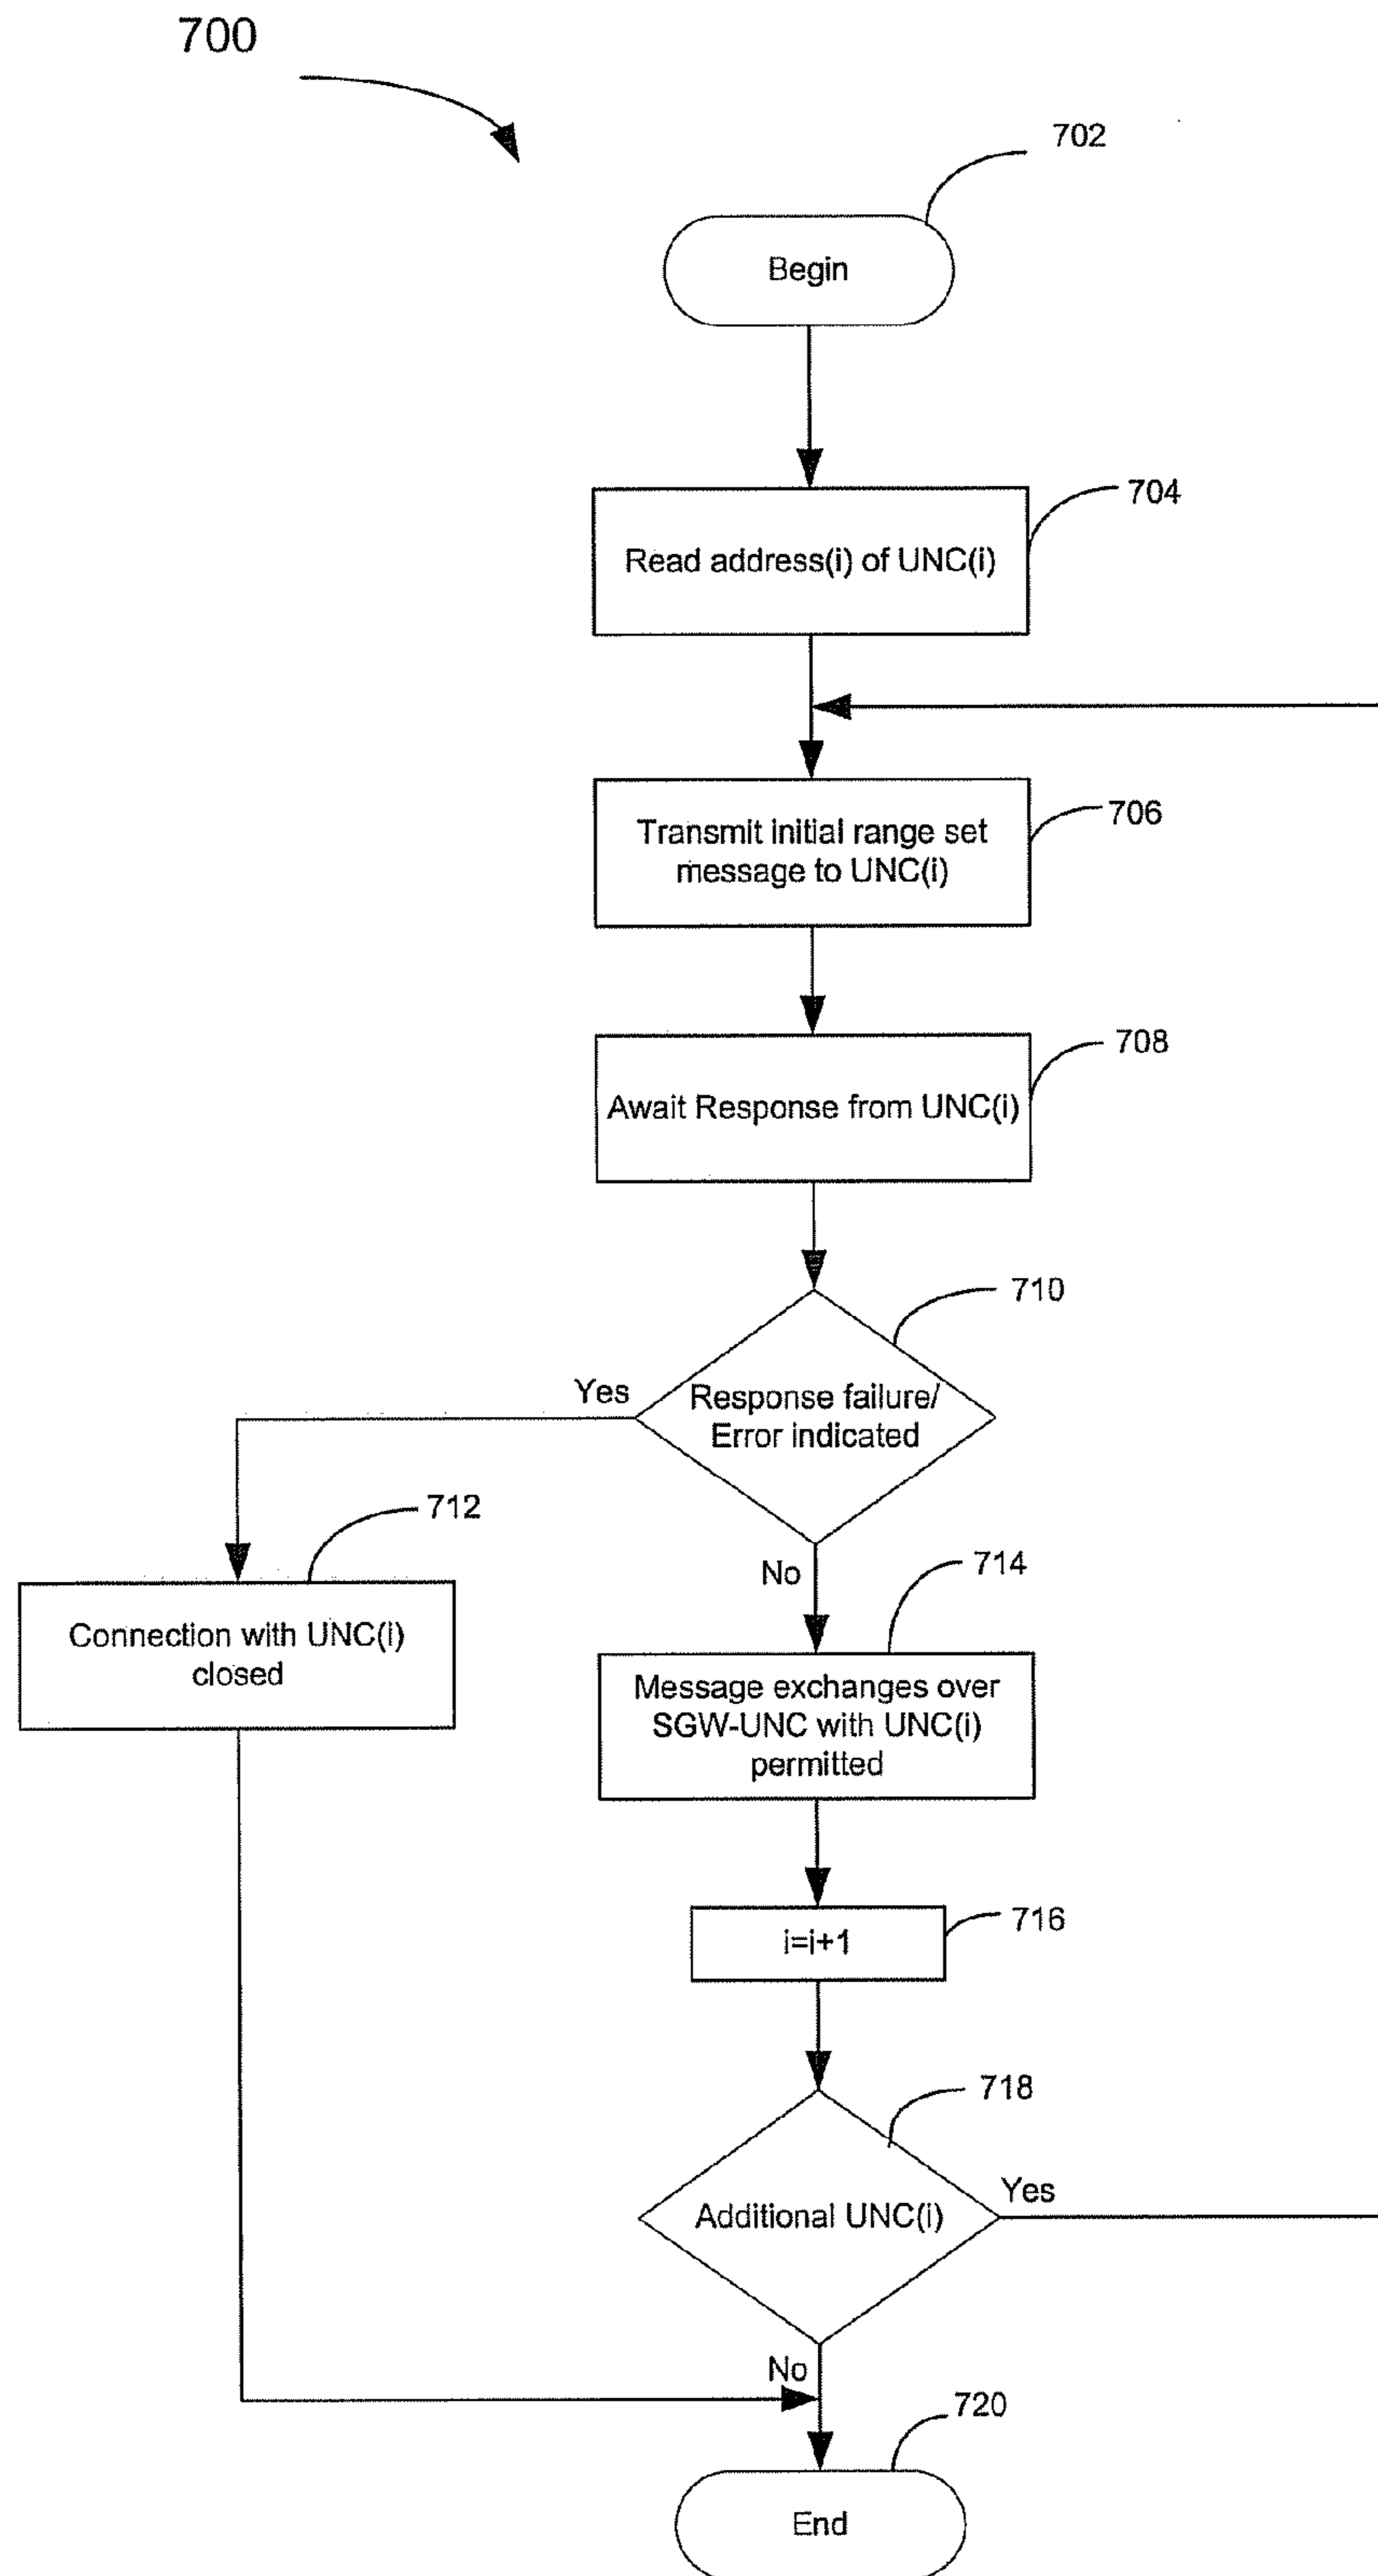 700
702
Begin
704
Read address(i) of UNC(i)
706
Transmit initial range set
message to UNC(i)
708
Await Response from UNC(i)
710
Yes
Response failure/
Error indicated
712
No
714
Connection with UNC(i)
closed
Message exchanges over
SGW-UNC with UNC(i)
permitted
716
i=i+1
718
Additional UNC(i)
Yes
No
720
End